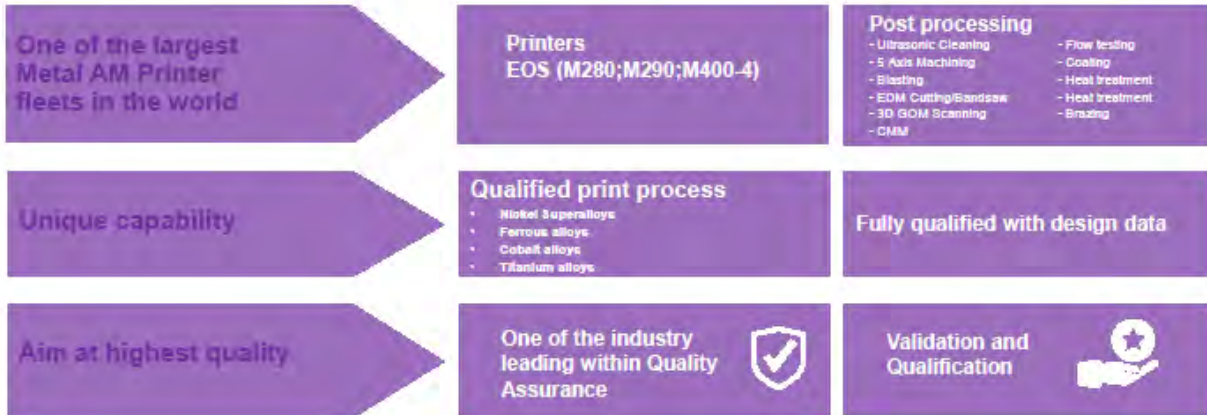 One of the largest
Metal AM Printer
fleets in the world
Printers
EOS (M280;M290;M400-4)
Post processing
- Ultrasonic Cleaning
- 5 Axis Machining
- Blasting
- EDM Cutting/Bandsaw
- 3D GOM Scanning
- CMM
- Flow testing
- Coating
- Heat treatment
- Heat treatment
- Brazing
Unique capability
Qualified print process
• Nickel Superalloys
• Ferrous alloys
• Cobalt alloys
• Titanium alloys
Fully qualified with design data
Aim at highest quality
One of the industry
leading within Quality
Assurance
Validation and
Qualification